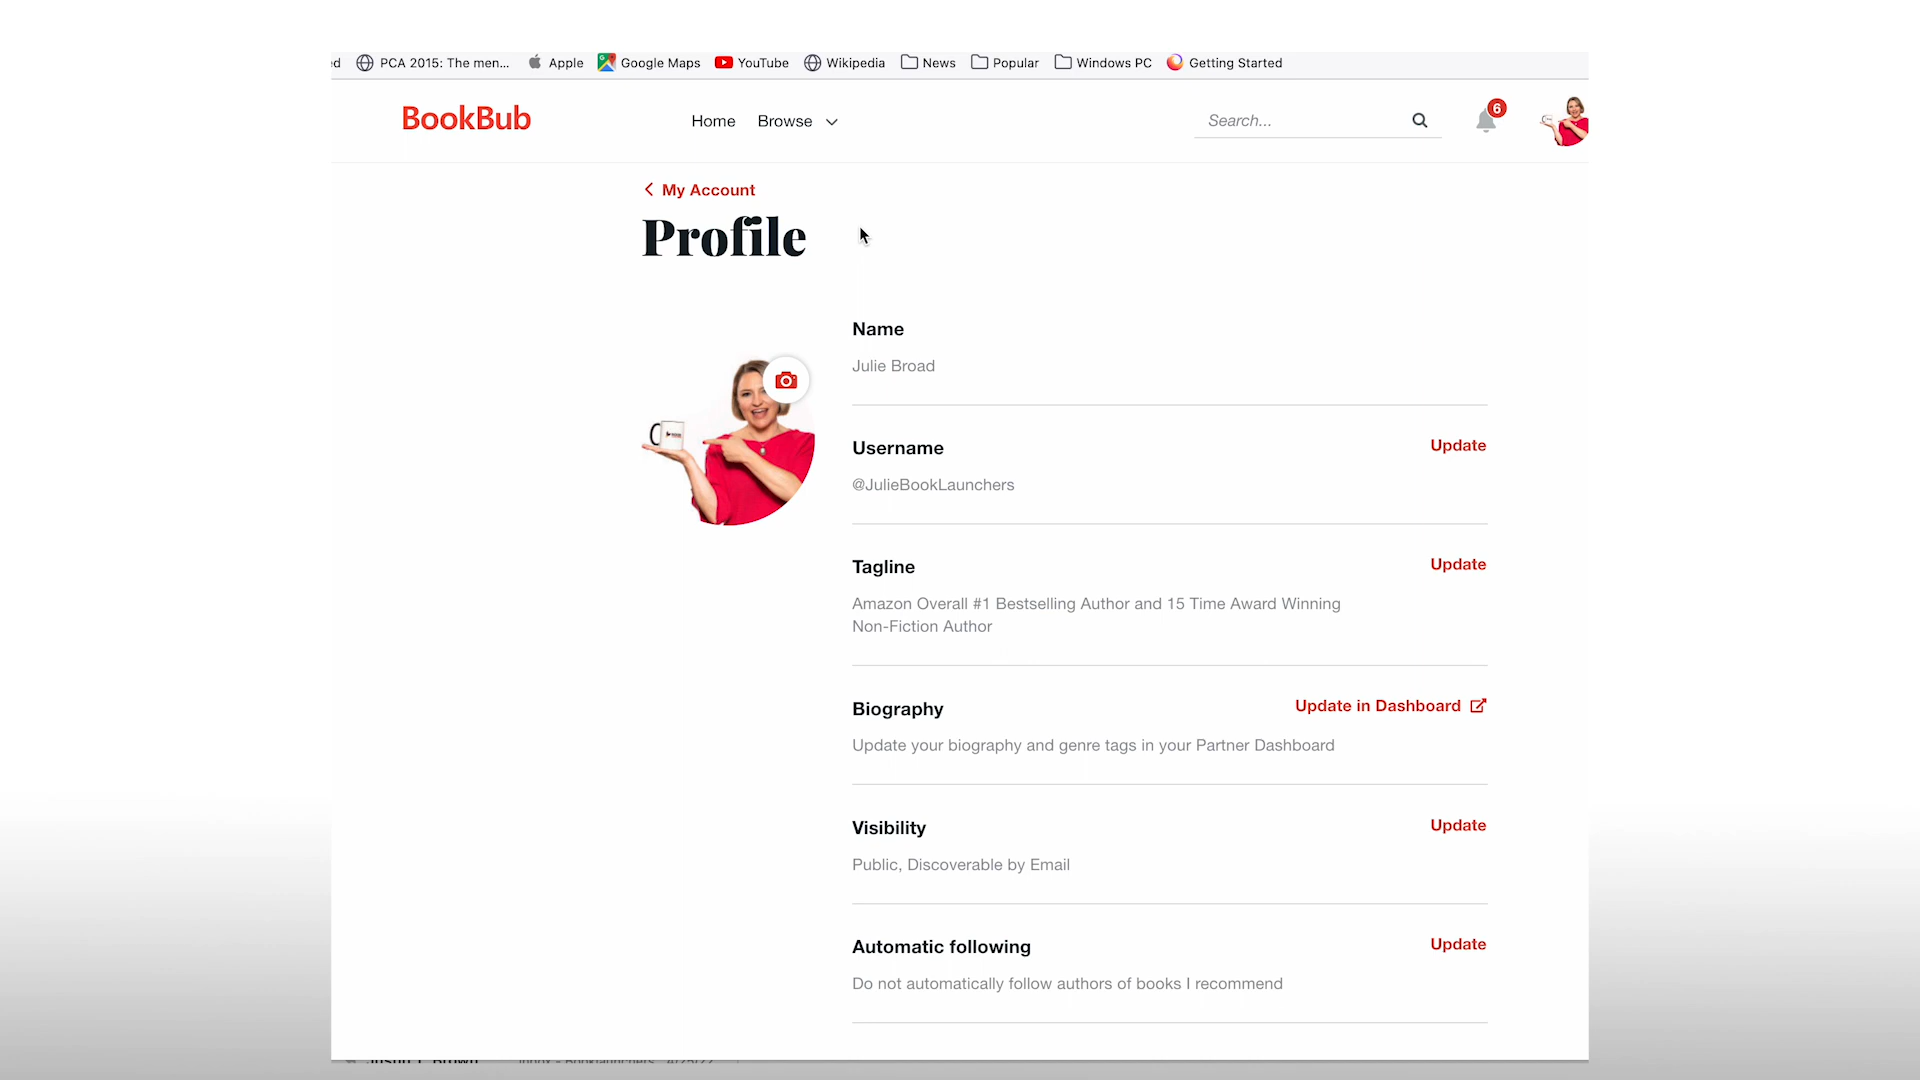 ed PCA 2015: The men... Apple Google Maps YouTube Wikipedia News Popular Windows PC Getting Started
BookBub Home Browse Search... 6
My Account
Profile
Name
Julie Broad
Username Update
@JulieBookLaunchers
Tagline Update
Amazon Overall #1 Bestselling Author and 15 Time Award Winning
Non-Fiction Author
Biography Update in Dashboard
Update your biography and genre tags in your Partner Dashboard
Visibility Update
Public, Discoverable by Email
Automatic following Update
Do not automatically follow authors of books I recommend